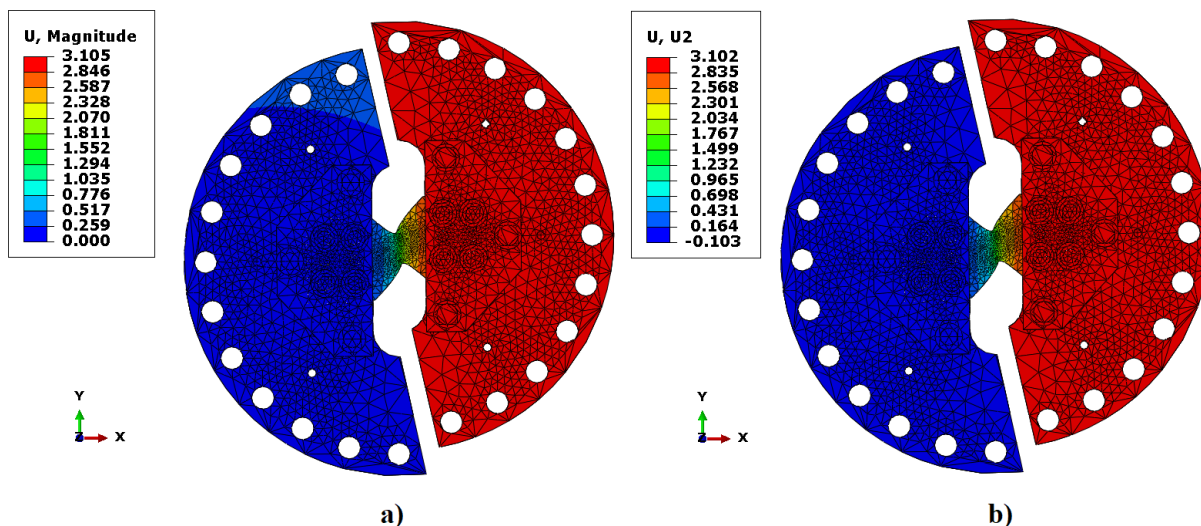 U, Magnitude
3.105
2.846
2.587
2.328
2.070
1.811
1.552
1.294
1.035
0.776
0.517
0.259
0.000
Y
X
Z
a)
U, U2
3.102
2.835
2.568
2.301
2.034
1.767
1.499
1.232
0.965
0.698
0.431
0.164
-0.103
Y
X
Z
b)